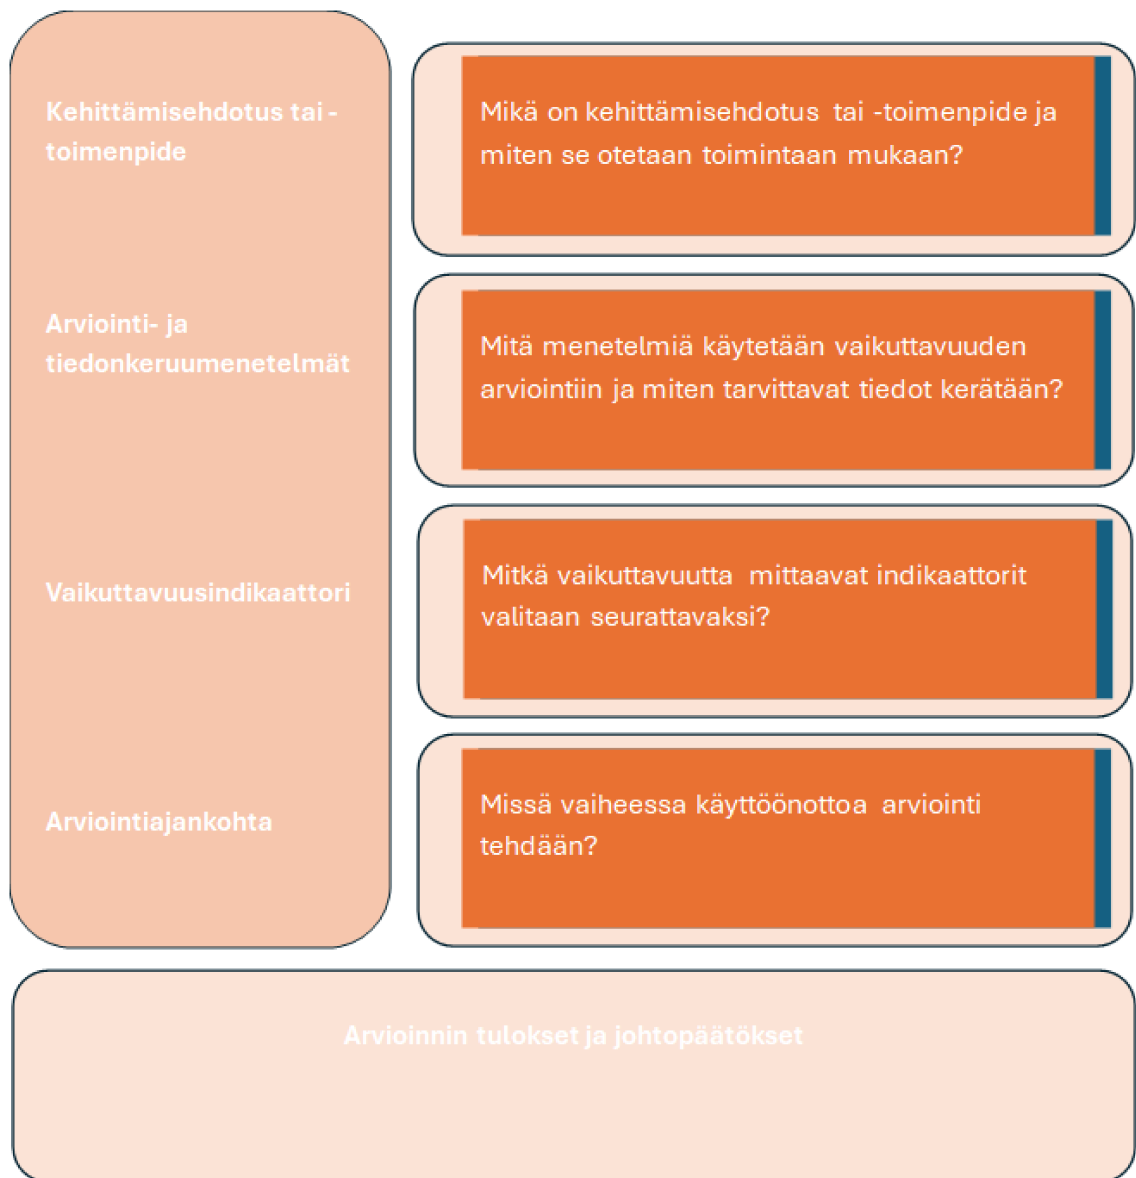 Kehittämisehdotus tai -
toimenpide
Mikä on kehittämisehdotus tai -toimenpide ja
miten se otetaan toimintaan mukaan?
Arviointi- ja
tiedonkeruumenetelmät
Mitä menetelmiä käytetään vaikuttavuuden
arviointiin ja miten tarvittavat tiedot kerätään?
Vaikuttavuusindikaattori
Mitkä vaikuttavuutta mittaavat indikaattorit
valitaan seurattavaksi?
Arviointiajankohta
Missä vaiheessa käyttöönottoa arviointi
tehdään?
Arvioinnin tulokset ja johtopäätökset